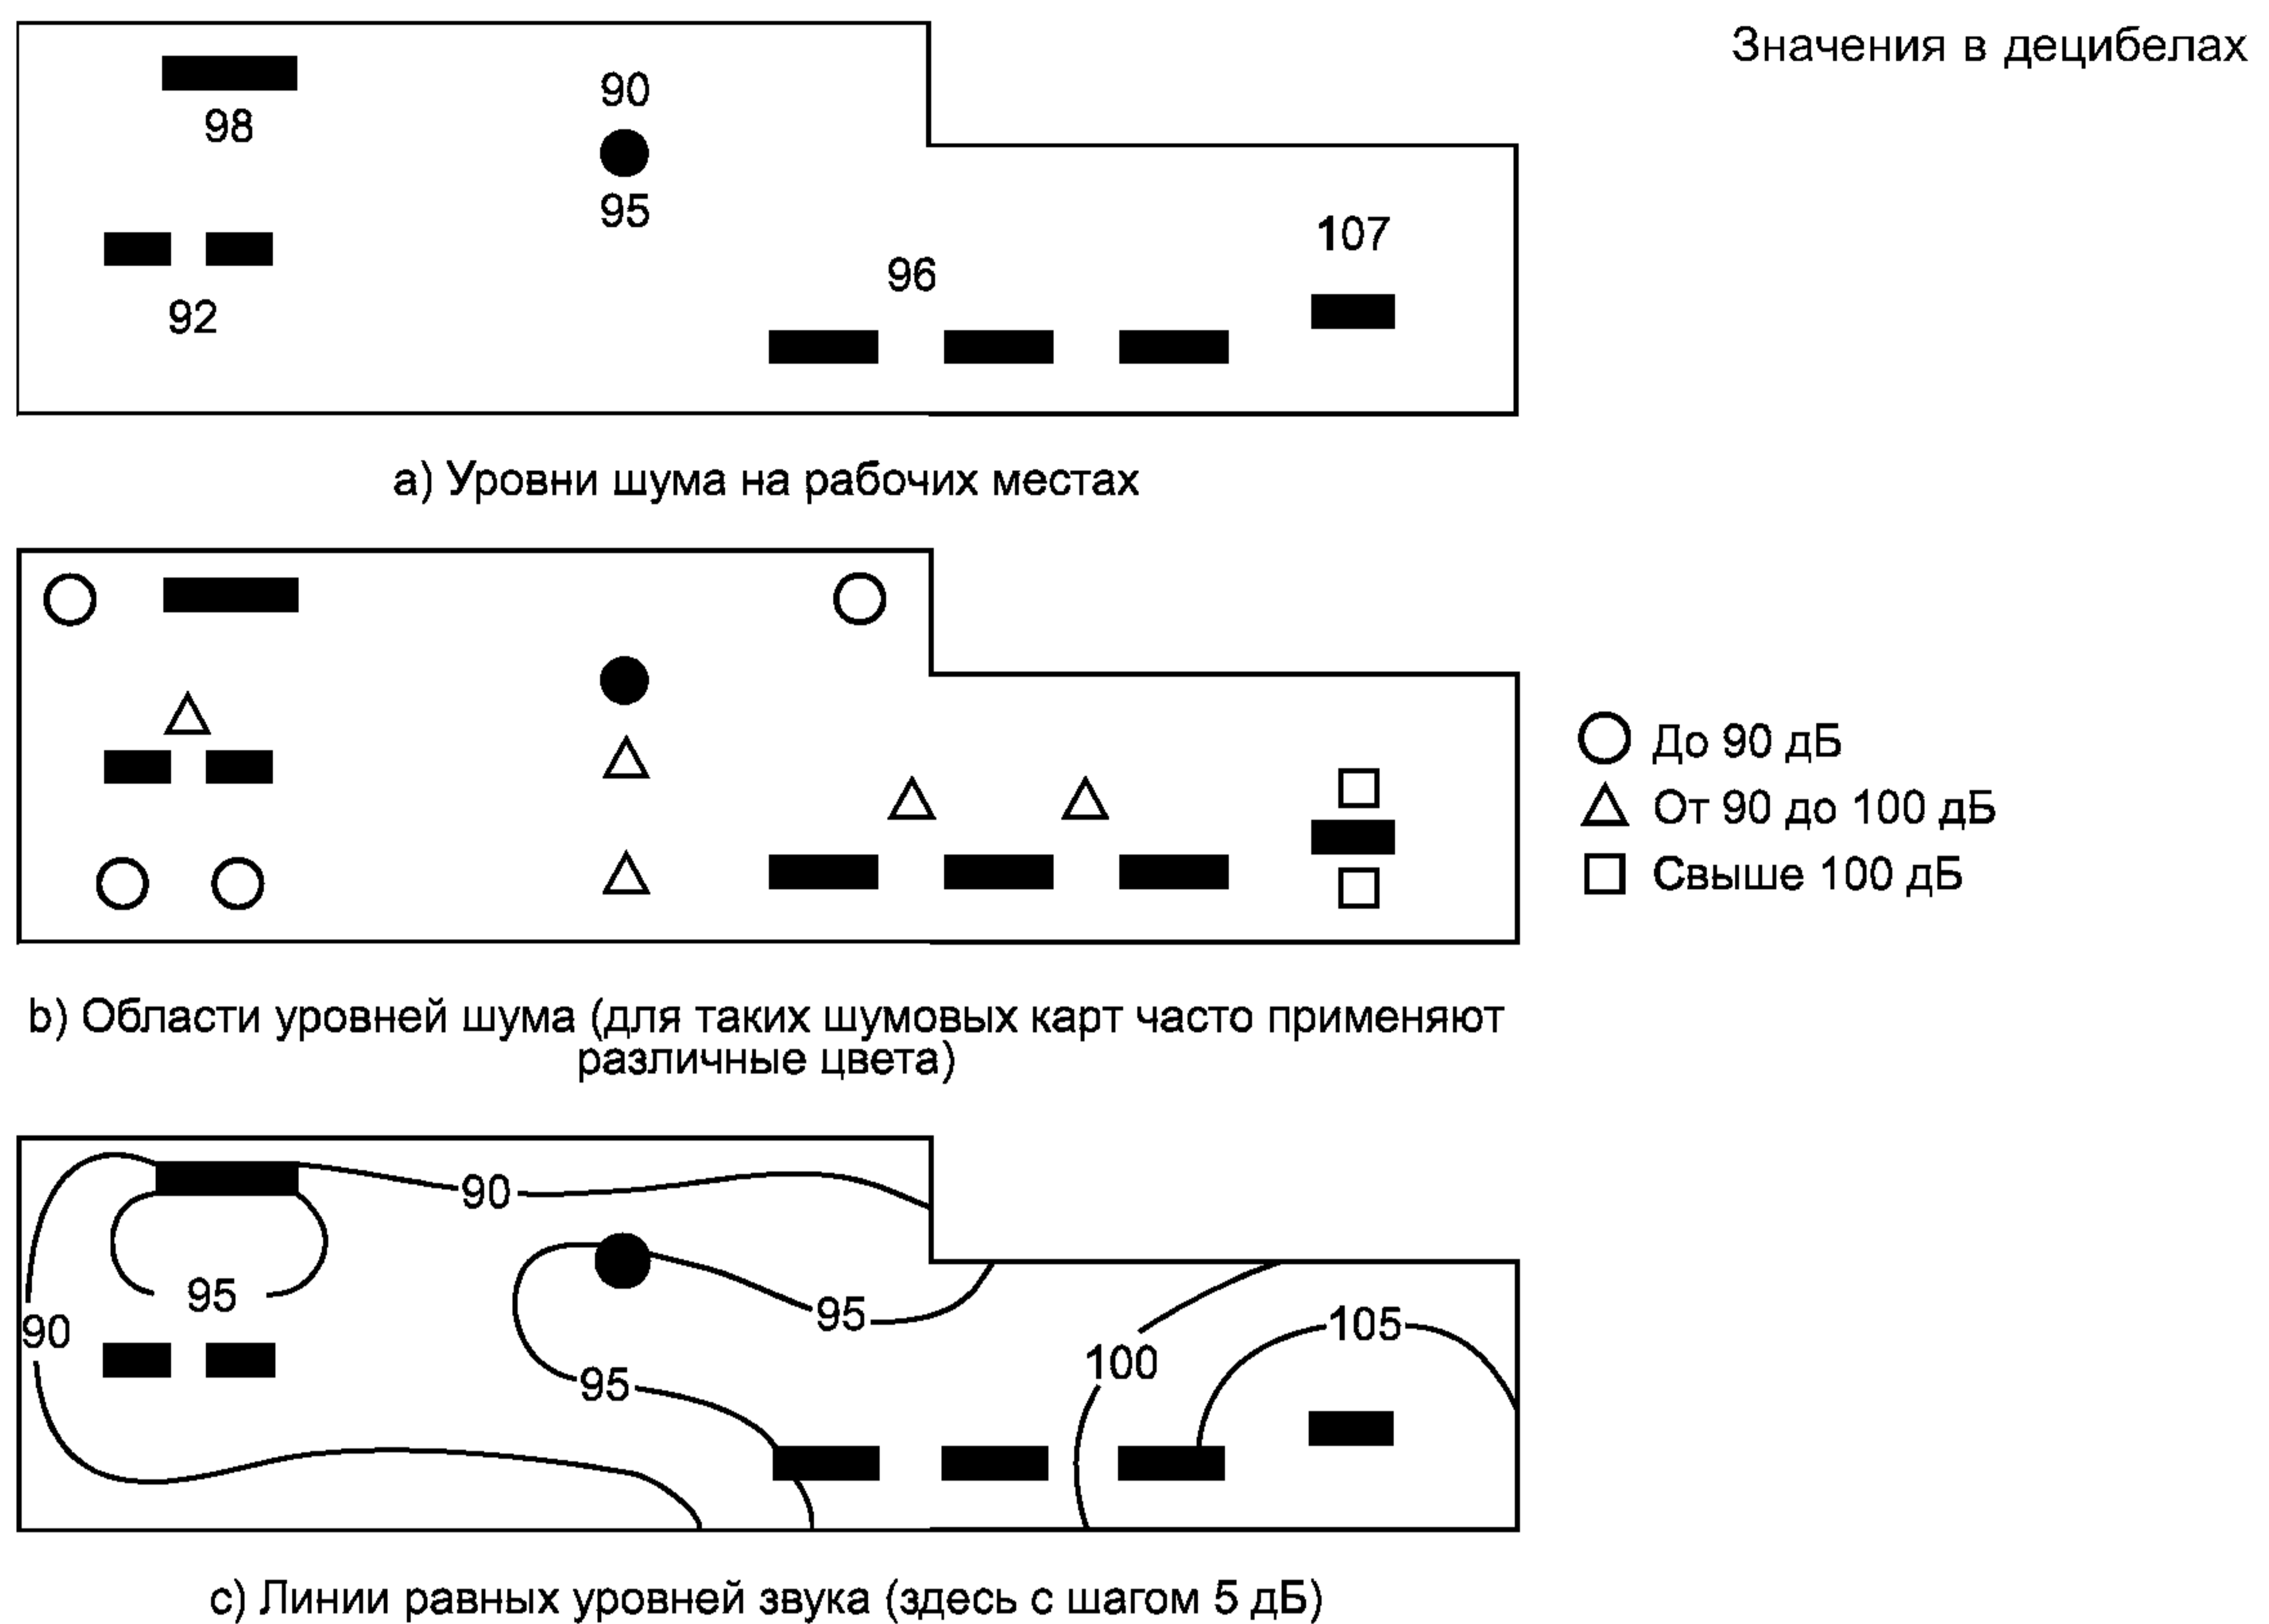 Значения в децибелах
98
90
95
92
96
107
a) Уровни шума на рабочих местах
До 90 дБ
От 90 до 100 дБ
Свыше 100 дБ
b) Области уровней шума (для таких шумовых карт часто применяют
различные цвета)
90
95
90
95
95
100
105
c) Линии равных уровней звука (здесь с шагом 5 дБ)